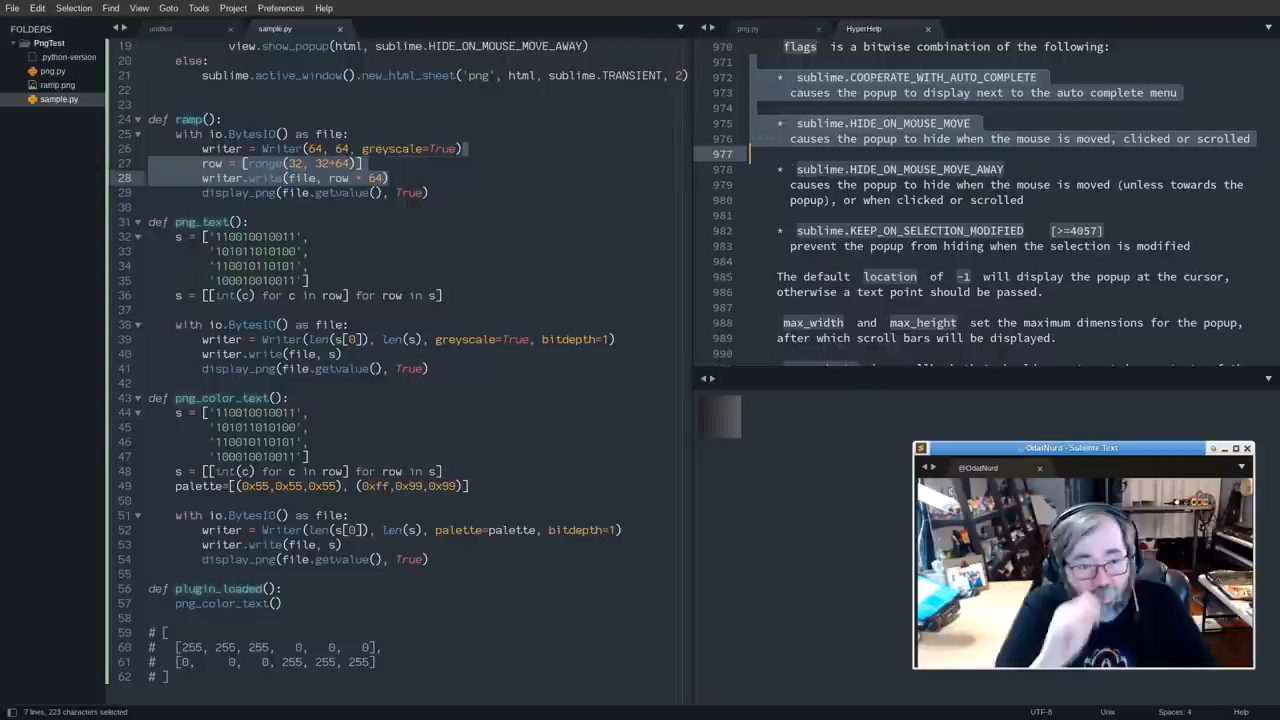 File Edit Selection Find View Goto Tools Project Preferences Help
FOLDERS
PngTest
.python-version
png.py
ramp.png
sample.py
untitled
sample.py
19 view.show_popup(html, sublime.HIDE_ON_MOUSE_MOVE_AWAY)
20 else:
21 sublime.active_window().new_html_sheet('png', html, sublime.TRANSIENT, 2)
22
23
24 def ramp():
25 with io.BytesIO() as file:
26 writer = Writer(64, 64, greyscale=True)
27 row = [range(32, 32+64)]
28 writer.write(file, row * 64)
29 display_png(file.getvalue(), True)
30
31 def png_text():
32 s = ['110010010011',
33 '101011010100',
34 '110010110101',
35 '100010010011']
36 s = [[int(c) for c in row] for row in s]
37
38 with io.BytesIO() as file:
39 writer = Writer(len(s[0]), len(s), greyscale=True, bitdepth=1)
40 writer.write(file, s)
41 display_png(file.getvalue(), True)
42
43 def png_color_text():
44 s = ['110010010011',
45 '101011010100',
46 '110010110101',
47 '100010010011']
48 s = [[int(c) for c in row] for row in s]
49 palette=[(0x55,0x55,0x55), (0xff,0x99,0x99)]
50
51 with io.BytesIO() as file:
52 writer = Writer(len(s[0]), len(s), palette=palette, bitdepth=1)
53 writer.write(file, s)
54 display_png(file.getvalue(), True)
55
56 def plugin_loaded():
57 png_color_text()
58
59 # [
60 # [255, 255, 255, 0, 0, 0],
61 # [0, 0, 0, 255, 255, 255]
62 # ]
png.py
HyperHelp
970 flags is a bitwise combination of the following:
971
972 * sublime.COOPERATE_WITH_AUTO_COMPLETE
973 causes the popup to display next to the auto complete menu
974
975 * sublime.HIDE_ON_MOUSE_MOVE
976 causes the popup to hide when the mouse is moved, clicked or scrolled
977
978 * sublime.HIDE_ON_MOUSE_MOVE_AWAY
979 causes the popup to hide when the mouse is moved (unless towards the
980 popup), or when clicked or scrolled
981
982 * sublime.KEEP_ON_SELECTION_MODIFIED [>=4057]
983 prevent the popup from hiding when the selection is modified
984
985 The default location of -1 will display the popup at the cursor,
986 otherwise a text point should be passed.
987
988 max_width and max_height set the maximum dimensions for the popup,
989 after which scroll bars will be displayed.
990
@OdatNurd - Sublime Text
@OdatNurd
7 lines, 223 characters selected
UTF-8 Unix Spaces: 4 Help